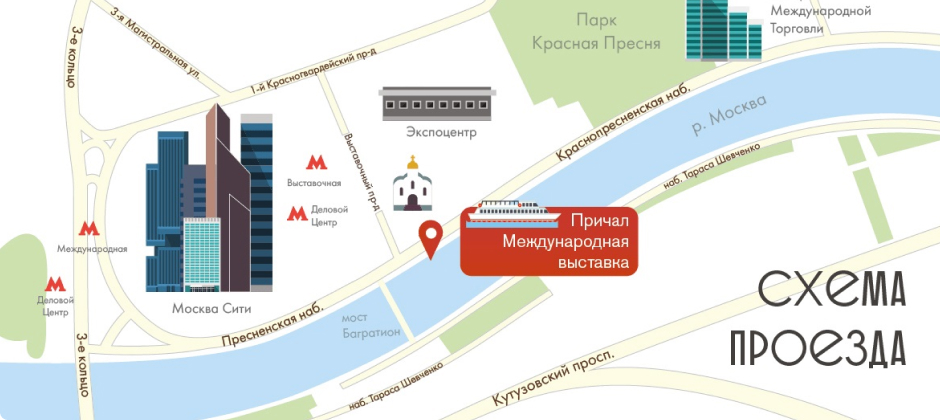 Международной
Торговли
Парк
Красная Пресня
3-я Магистральная ул.
3-е кольцо
1-й Красногвардейский пр-д
Краснопресненская наб.
р. Москва
Экспоцентр
Выставочный пр-д
наб. Тараса Шевченко
Выставочная
Деловой
Центр
Международная
Деловой
Центр
Москва Сити
Причал
Международная
выставка
Пресненская наб.
мост
Багратион
3-е кольцо
наб. Тараса Шевченко
Кутузовский просп.
схема
проезда